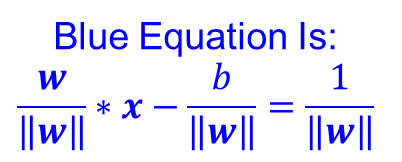 Blue Equation Is:
w/‖w‖ * x − b/‖w‖ = 1/‖w‖